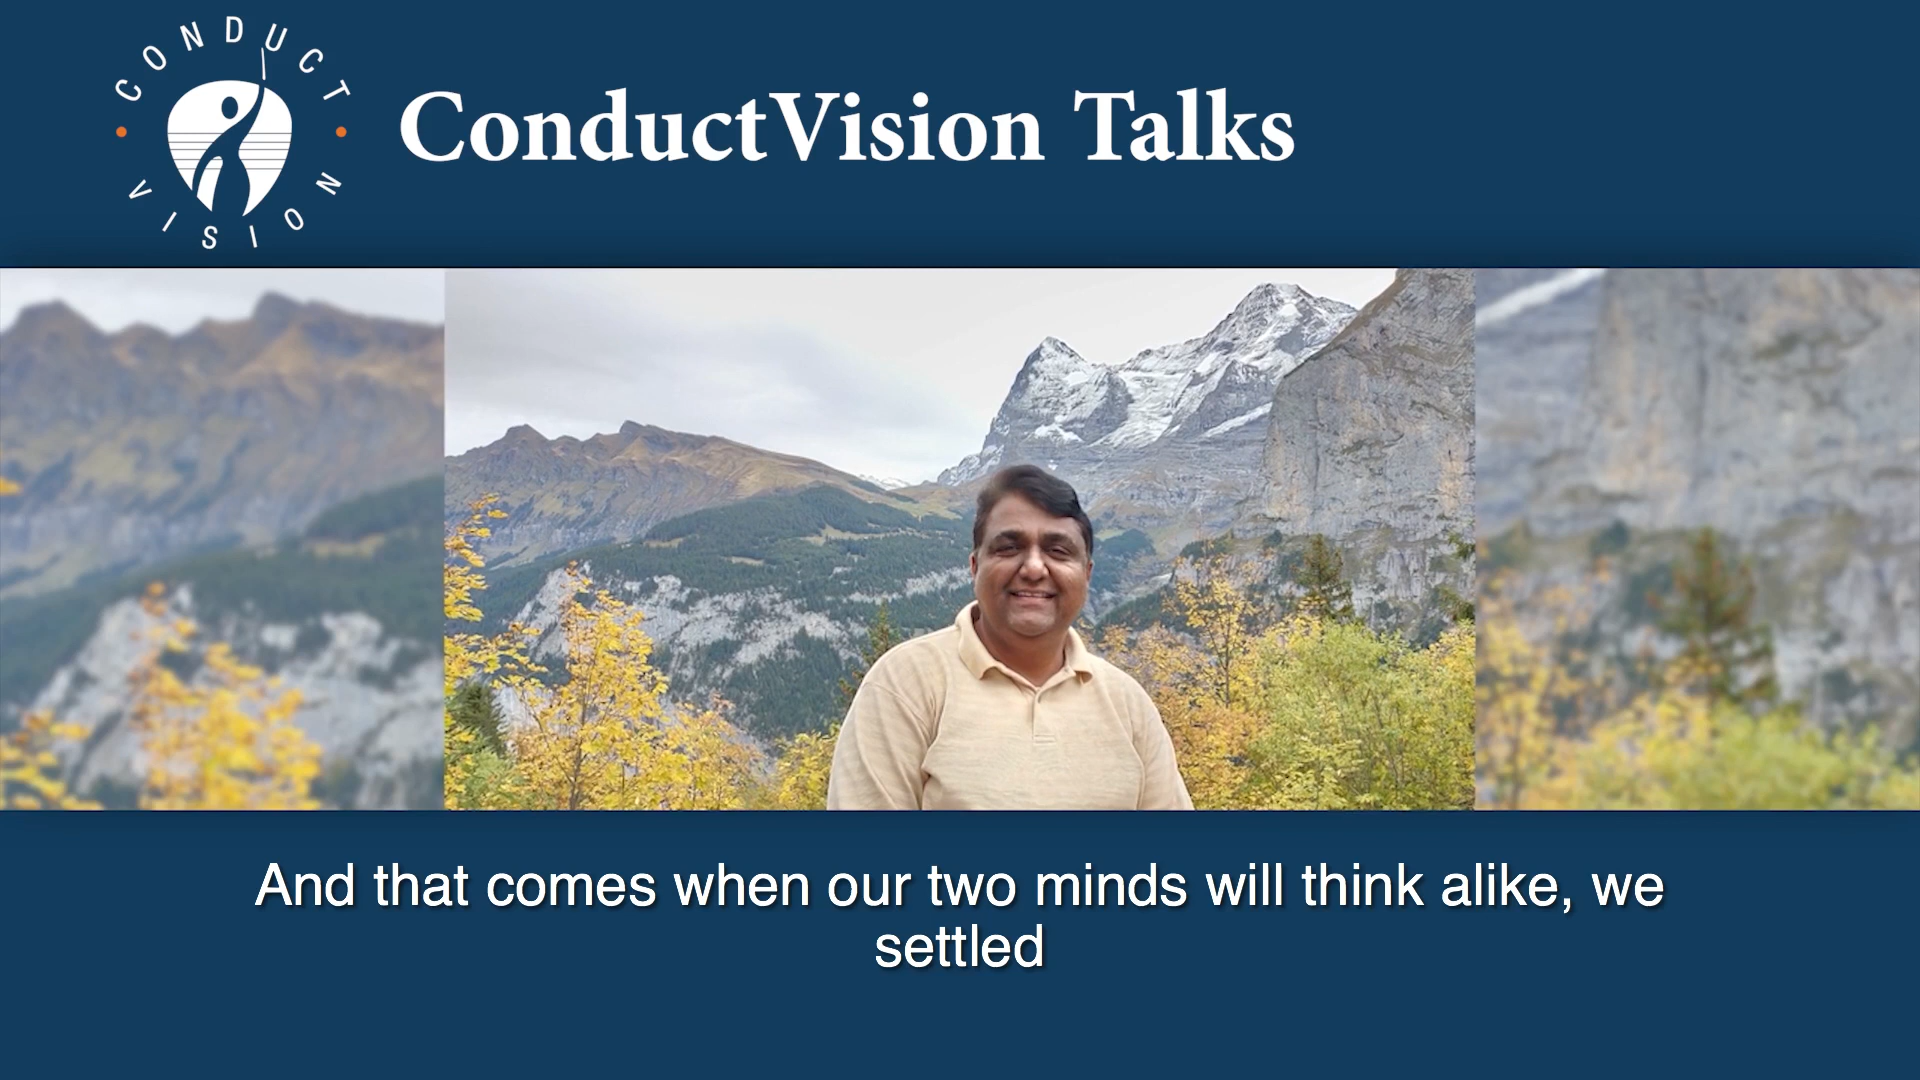 CONDUCT
VISION
ConductVision Talks
And that comes when our two minds will think alike, we
settled